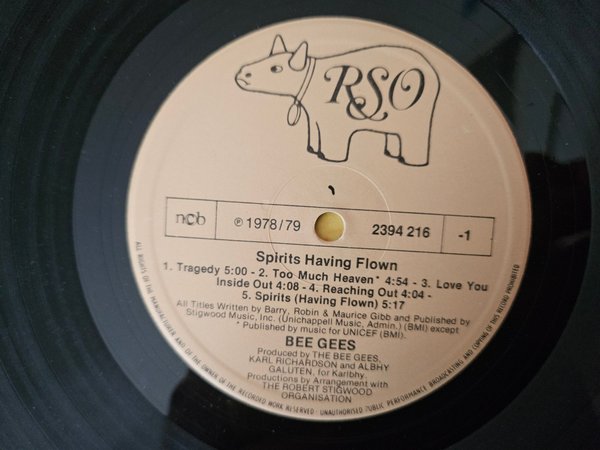 RSO
ncb
℗ 1978/79
2394 216
-1
Spirits Having Flown
1. Tragedy 5:00 - 2. Too Much Heaven* 4:54 - 3. Love You
Inside Out 4:08 - 4. Reaching Out 4:04 -
5. Spirits (Having Flown) 5:17
All Titles Written by Barry, Robin & Maurice Gibb and Published by
Stigwood Music, Inc. (Unichappell Music, Admin.) (BMI) except
* Published by music for UNICEF (BMI).
BEE GEES
Produced by THE BEE GEES,
KARL RICHARDSON and ALBHY
GALUTEN, for Karlbhy.
Productions by Arrangement with
THE ROBERT STIGWOOD
ORGANISATION
ALL RIGHTS OF THE MANUFACTURER AND OF THE OWNER OF THE RECORDED WORK RESERVED · UNAUTHORISED PUBLIC PERFORMANCE BROADCASTING AND COPYING OF THIS RECORD PROHIBITED